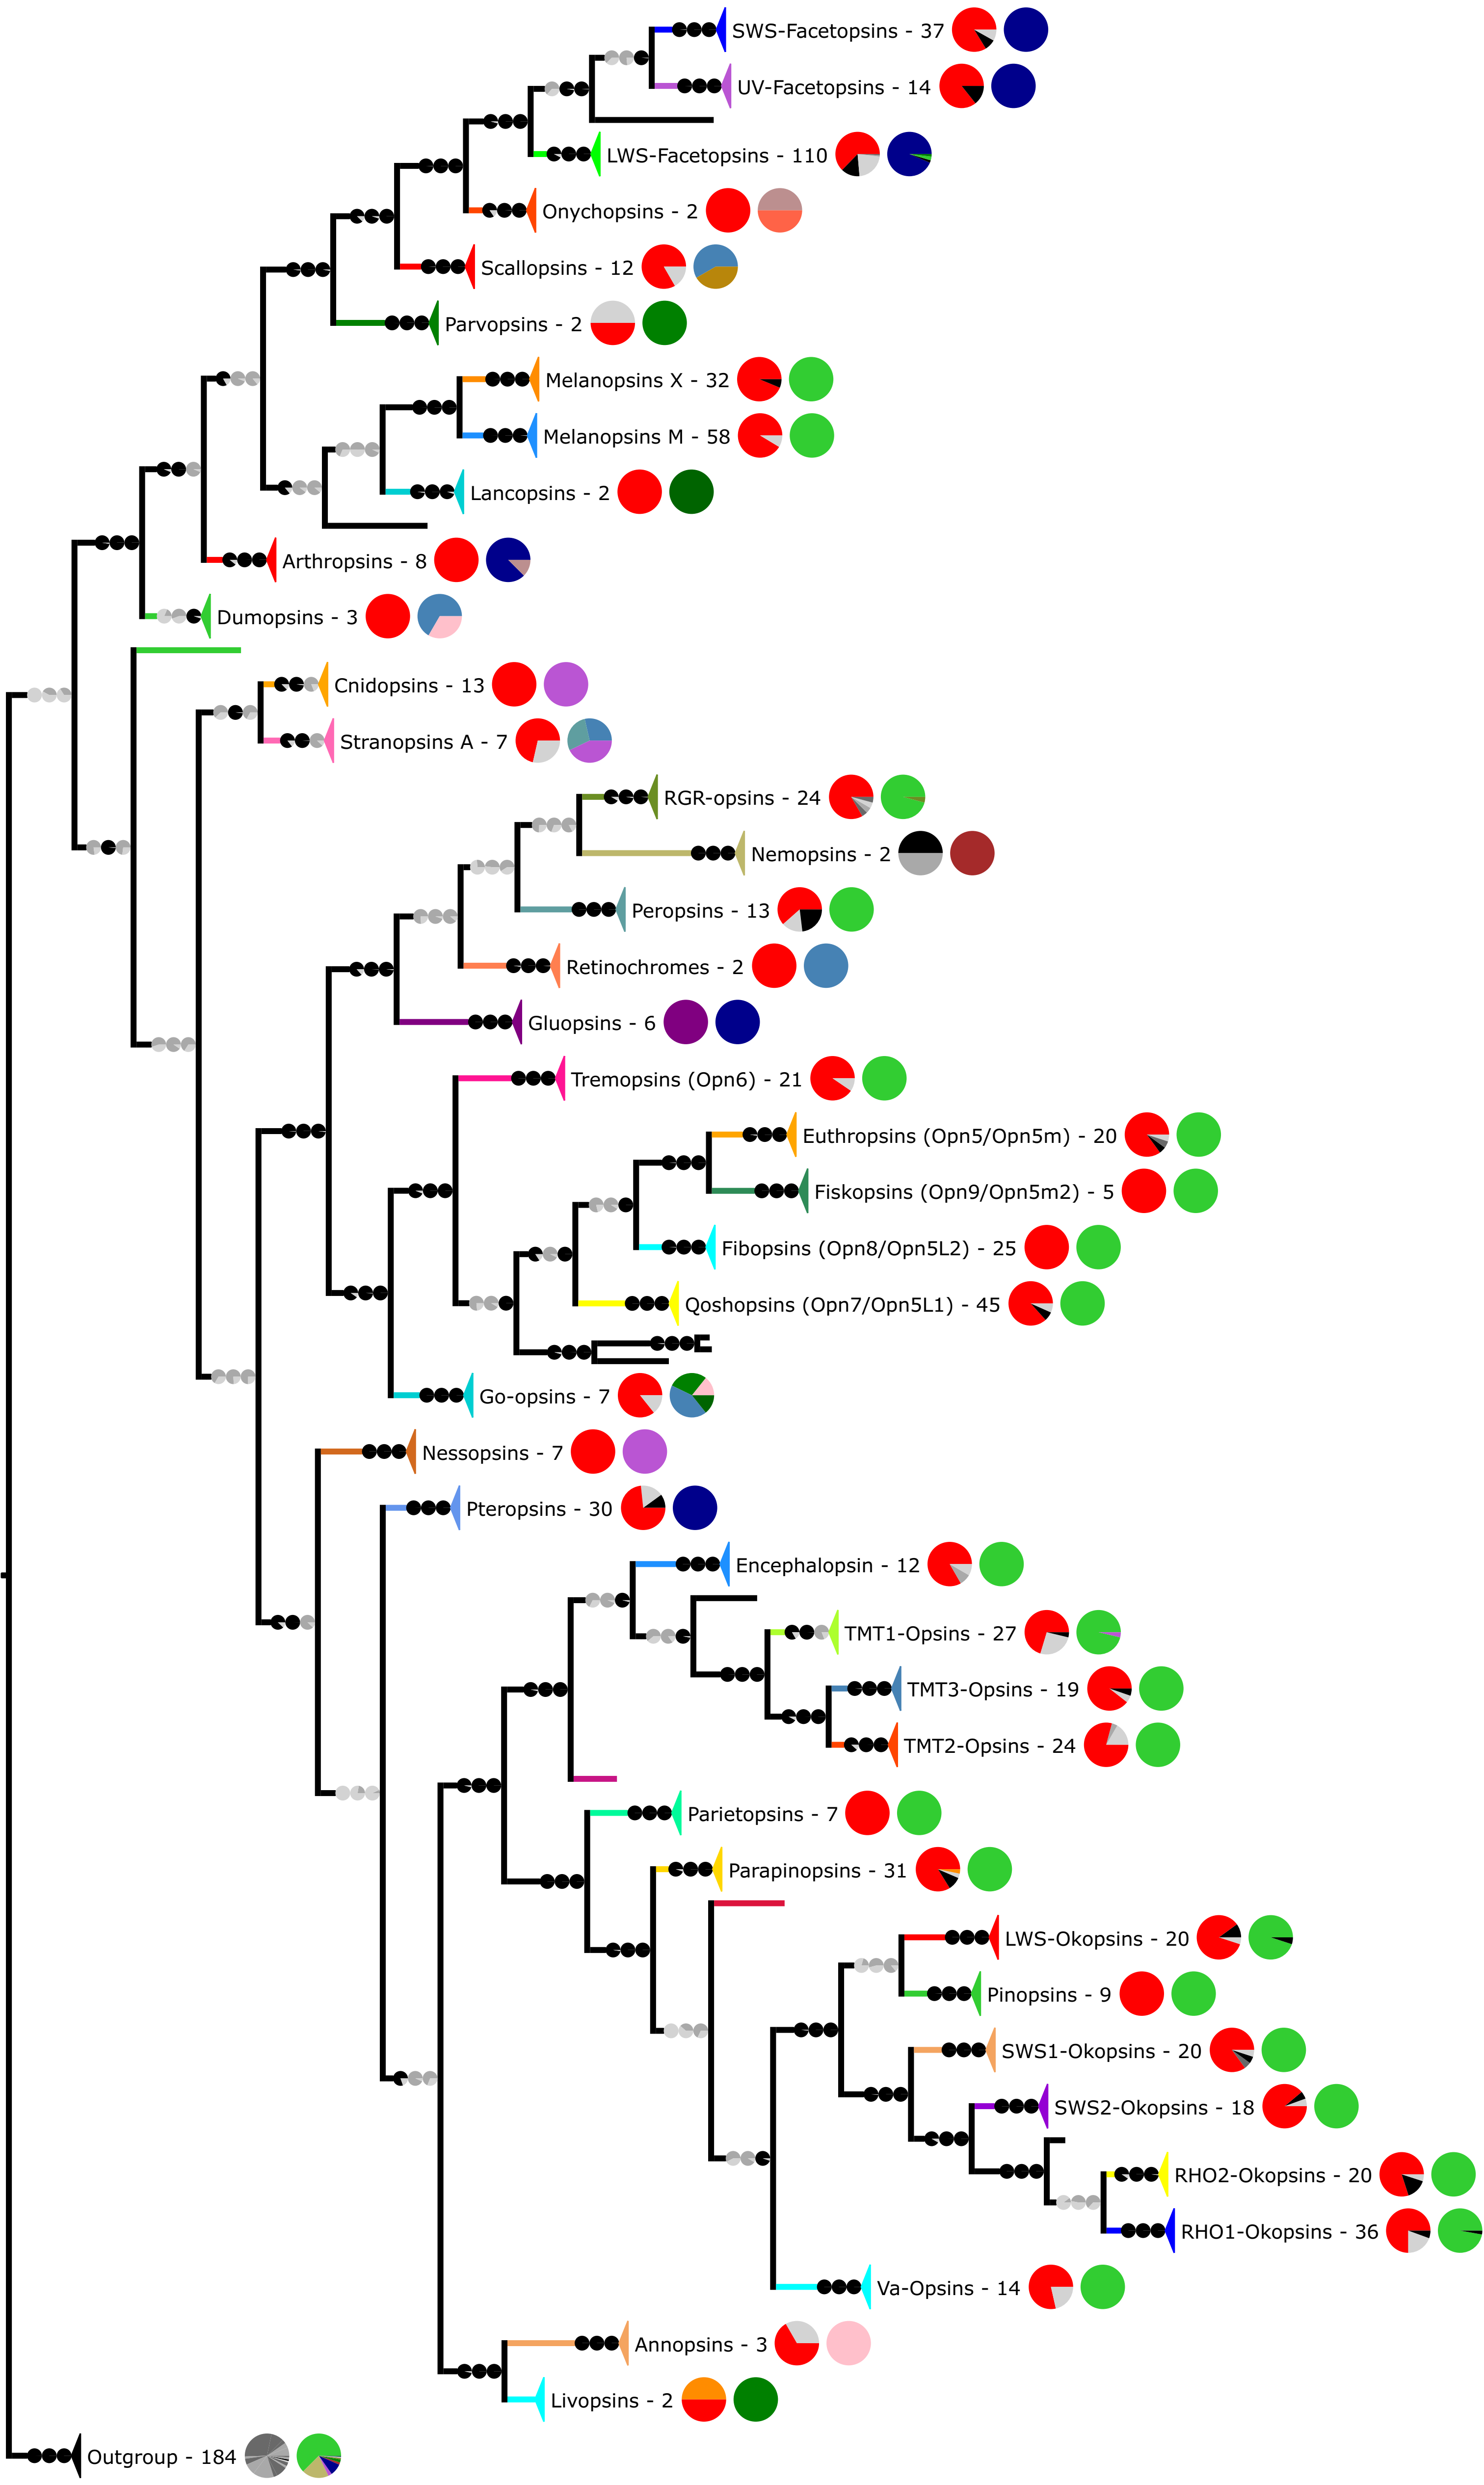 SWS-Facetopsins - 37
UV-Facetopsins - 14
LWS-Facetopsins - 110
Onychopsins - 2
Scallopsins - 12
Parvopsins - 2
Melanopsins X - 32
Melanopsins M - 58
Lancopsins - 2
Arthropsins - 8
Dumopsins - 3
Cnidopsins - 13
Stranopsins A - 7
RGR-opsins - 24
Nemopsins - 2
Peropsins - 13
Retinochromes - 2
Gluopsins - 6
Tremopsins (Opn6) - 21
Euthropsins (Opn5/Opn5m) - 20
Fiskopsins (Opn9/Opn5m2) - 5
Fibopsins (Opn8/Opn5L2) - 25
Qoshopsins (Opn7/Opn5L1) - 45
Go-opsins - 7
Nessopsins - 7
Pteropsins - 30
Encephalopsin - 12
TMT1-Opsins - 27
TMT3-Opsins - 19
TMT2-Opsins - 24
Parietopsins - 7
Parapinopsins - 31
LWS-Okopsins - 20
Pinopsins - 9
SWS1-Okopsins - 20
SWS2-Okopsins - 18
RHO2-Okopsins - 20
RHO1-Okopsins - 36
Va-Opsins - 14
Annopsins - 3
Livopsins - 2
Outgroup - 184